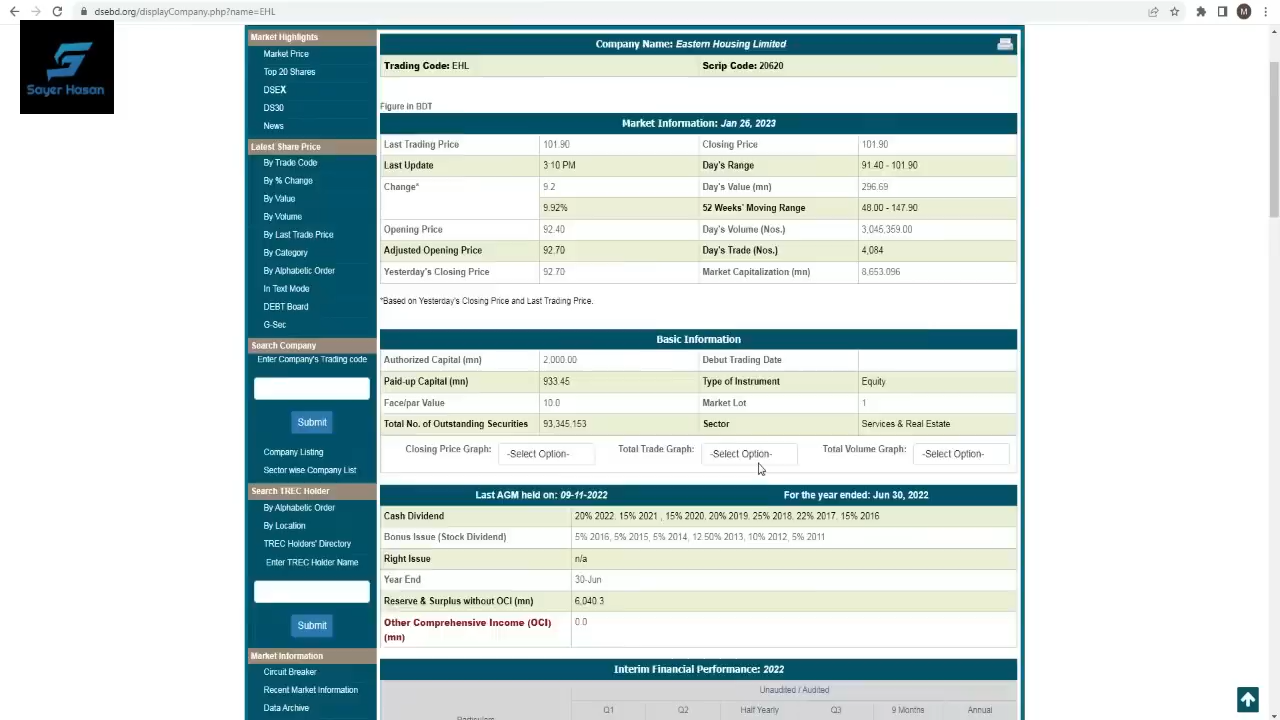 dsebd.org/displayCompany.php?name=EHL
M
Sayer Hasan
Market Highlights
Market Price
Top 20 Shares
DSEX
DS30
News
Latest Share Price
By Trade Code
By % Change
By Value
By Volume
By Last Trade Price
By Category
By Alphabetic Order
In Text Mode
DEBT Board
G-Sec
Search Company
Enter Company's Trading code
Submit
Company Listing
Sector wise Company List
Search TREC Holder
By Alphabetic Order
By Location
TREC Holders' Directory
Enter TREC Holder Name
Submit
Market Information
Circuit Breaker
Recent Market Information
Data Archive
Company Name: Eastern Housing Limited
Trading Code: EHL Scrip Code: 20620
Figure in BDT
Market Information: Jan 26, 2023
Last Trading Price 101.90 Closing Price 101.90
Last Update 3:10 PM Day's Range 91.40 - 101.90
Change* 9.2 Day's Value (mn) 296.69
9.92% 52 Weeks' Moving Range 48.00 - 147.90
Opening Price 92.40 Day's Volume (Nos.) 3,045,359.00
Adjusted Opening Price 92.70 Day's Trade (Nos.) 4,084
Yesterday's Closing Price 92.70 Market Capitalization (mn) 8,653.096
*Based on Yesterday's Closing Price and Last Trading Price.
Basic Information
Authorized Capital (mn) 2,000.00 Debut Trading Date
Paid-up Capital (mn) 933.45 Type of Instrument Equity
Face/par Value 10.0 Market Lot 1
Total No. of Outstanding Securities 93,345,153 Sector Services & Real Estate
Closing Price Graph: -Select Option- Total Trade Graph: -Select Option- Total Volume Graph: -Select Option-
Last AGM held on: 09-11-2022 For the year ended: Jun 30, 2022
Cash Dividend 20% 2022, 15% 2021 , 15% 2020, 20% 2019, 25% 2018, 22% 2017, 15% 2016
Bonus Issue (Stock Dividend) 5% 2016, 5% 2015, 5% 2014, 12.50% 2013, 10% 2012, 5% 2011
Right Issue n/a
Year End 30-Jun
Reserve & Surplus without OCI (mn) 6,040.3
Other Comprehensive Income (OCI) 0.0
(mn)
Interim Financial Performance: 2022
Unaudited / Audited
Q1 Q2 Half Yearly Q3 9 Months Annual
Particulars